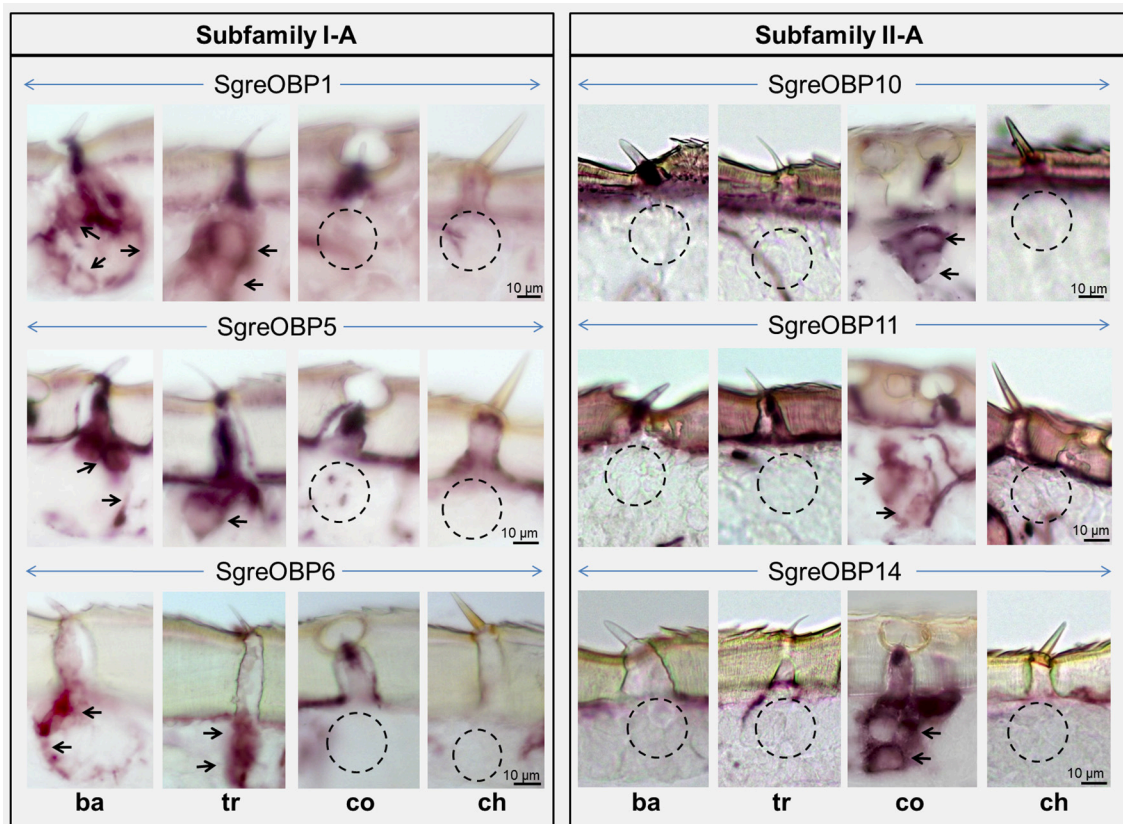 Subfamily I-A
SgreOBP1
10 µm
SgreOBP5
10 µm
SgreOBP6
10 µm
ba tr co ch
Subfamily II-A
SgreOBP10
10 µm
SgreOBP11
10 µm
SgreOBP14
10 µm
ba tr co ch